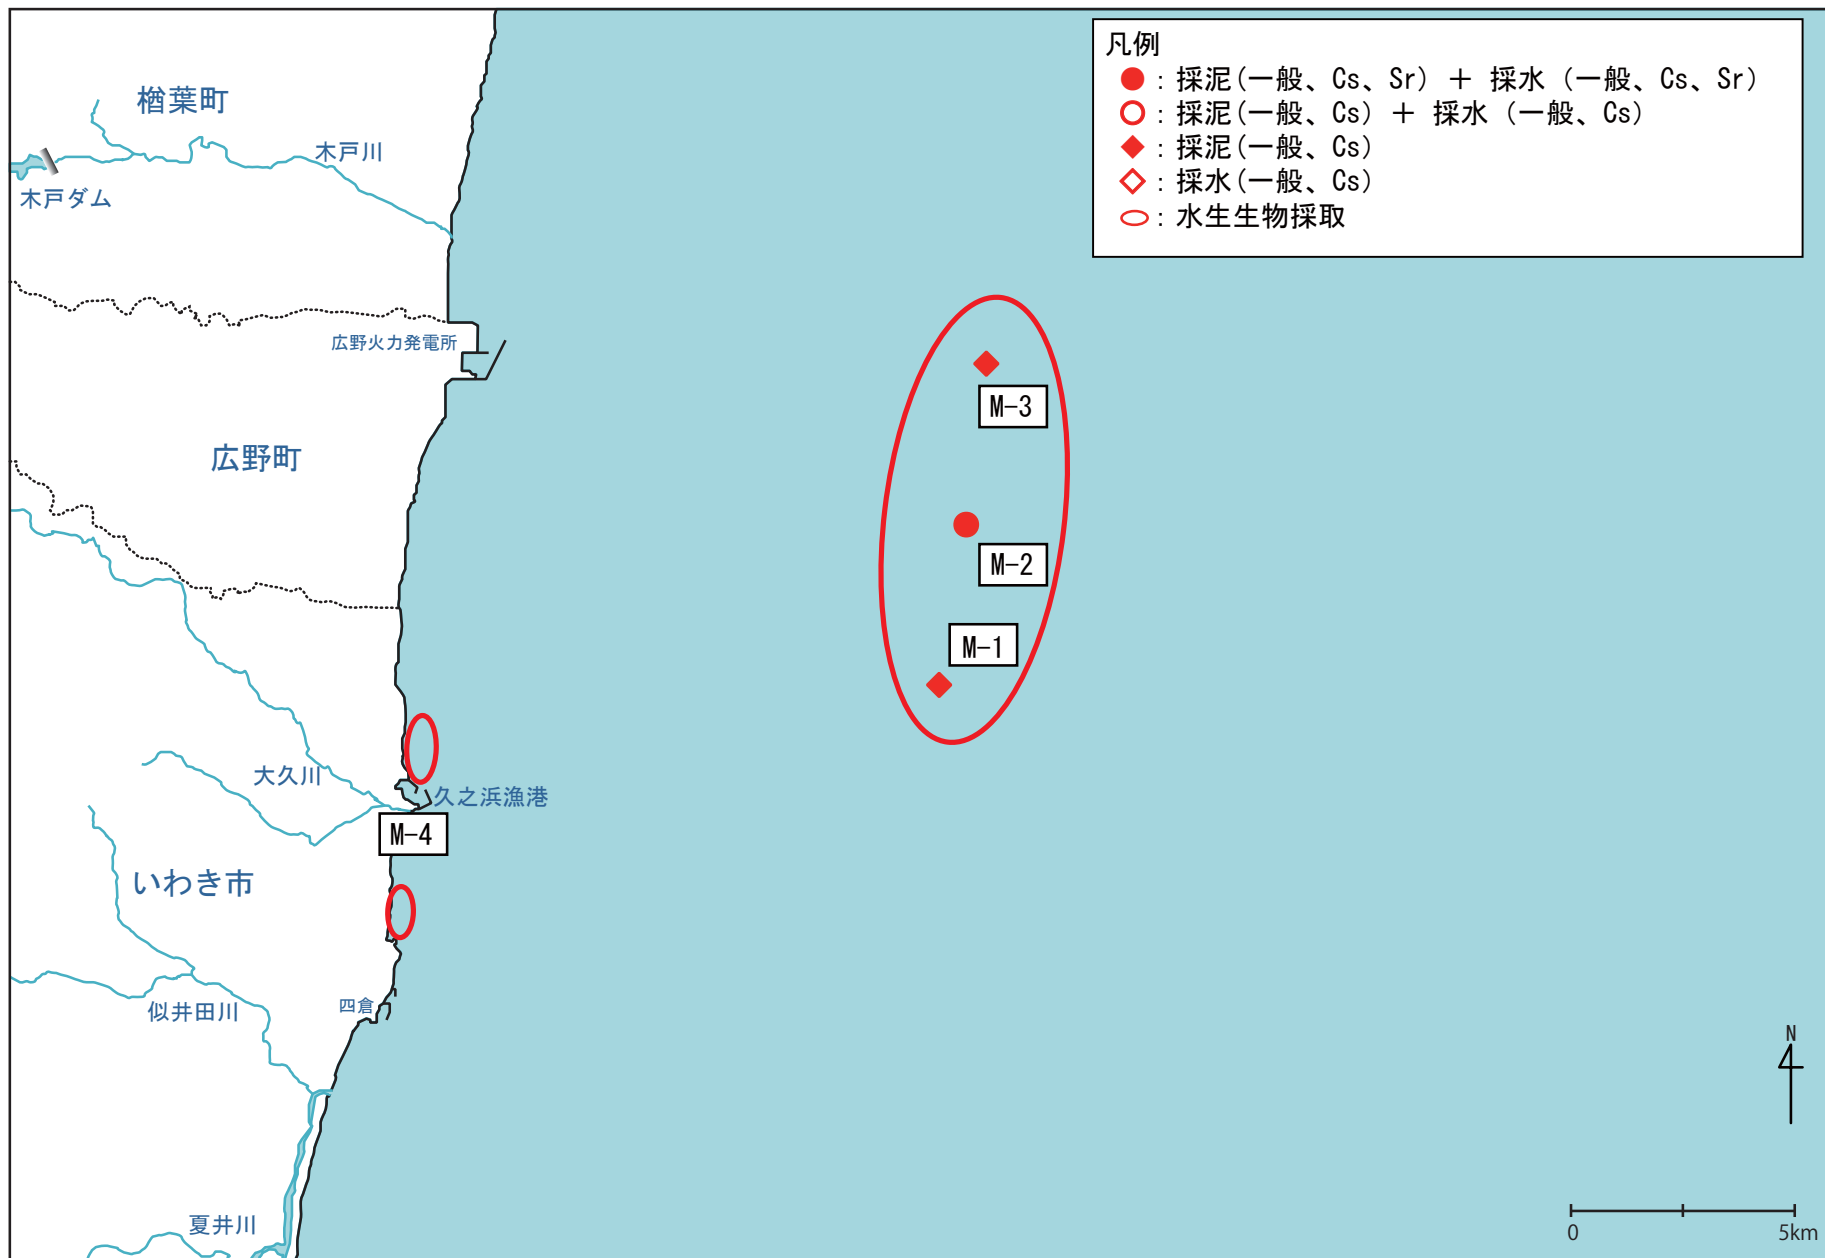 凡例
: 採泥(一般、Cs、Sr) ＋ 採水 (一般、Cs、Sr)
: 採泥(一般、Cs) ＋ 採水 (一般、Cs)
: 採泥(一般、Cs)
: 採水(一般、Cs)
: 水生生物採取
楢葉町
木戸川
木戸ダム
広野火力発電所
M-3
広野町
M-2
M-1
大久川
久之浜漁港
M-4
いわき市
似井田川
四倉
N
夏井川
0
5km